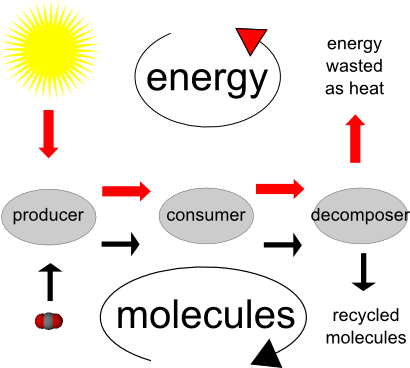 energy
energy
wasted
as heat
producer
consumer
decomposer
molecules
recycled
molecules